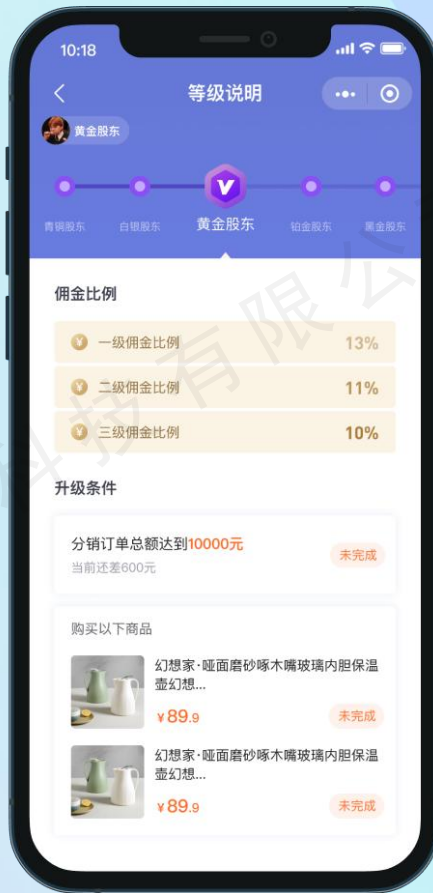 10:18
等级说明
黄金股东
青铜股东
白银股东
黄金股东
铂金股东
黑金股东
佣金比例
一级佣金比例
13%
二级佣金比例
11%
三级佣金比例
10%
升级条件
分销订单总额达到10000元
未完成
当前还差600元
购买以下商品
幻想家·哑面磨砂啄木嘴玻璃内胆保温
壶幻想...
¥89.9
未完成
幻想家·哑面磨砂啄木嘴玻璃内胆保温
壶幻想...
¥89.9
未完成
科技有限公